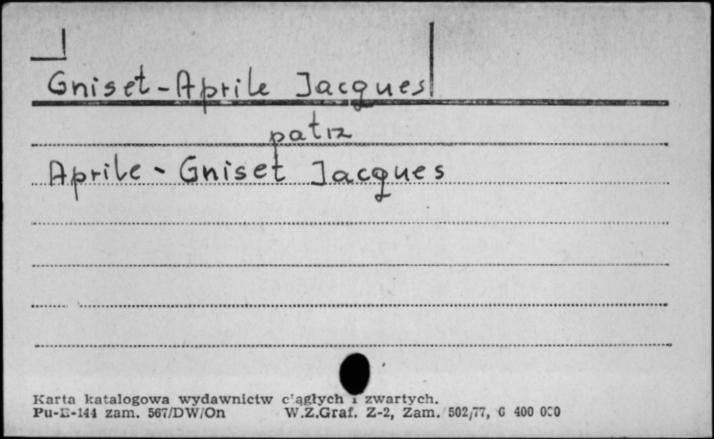 Gniset-Aprile Jacques
patrz
Aprile - Gniset Jacques
Karta katalogowa wydawnictw ciągłych i zwartych.
Pu-E-144 zam. 567/DW/On W.Z.Graf. Z-2, Zam. 502/77, 6 400 000